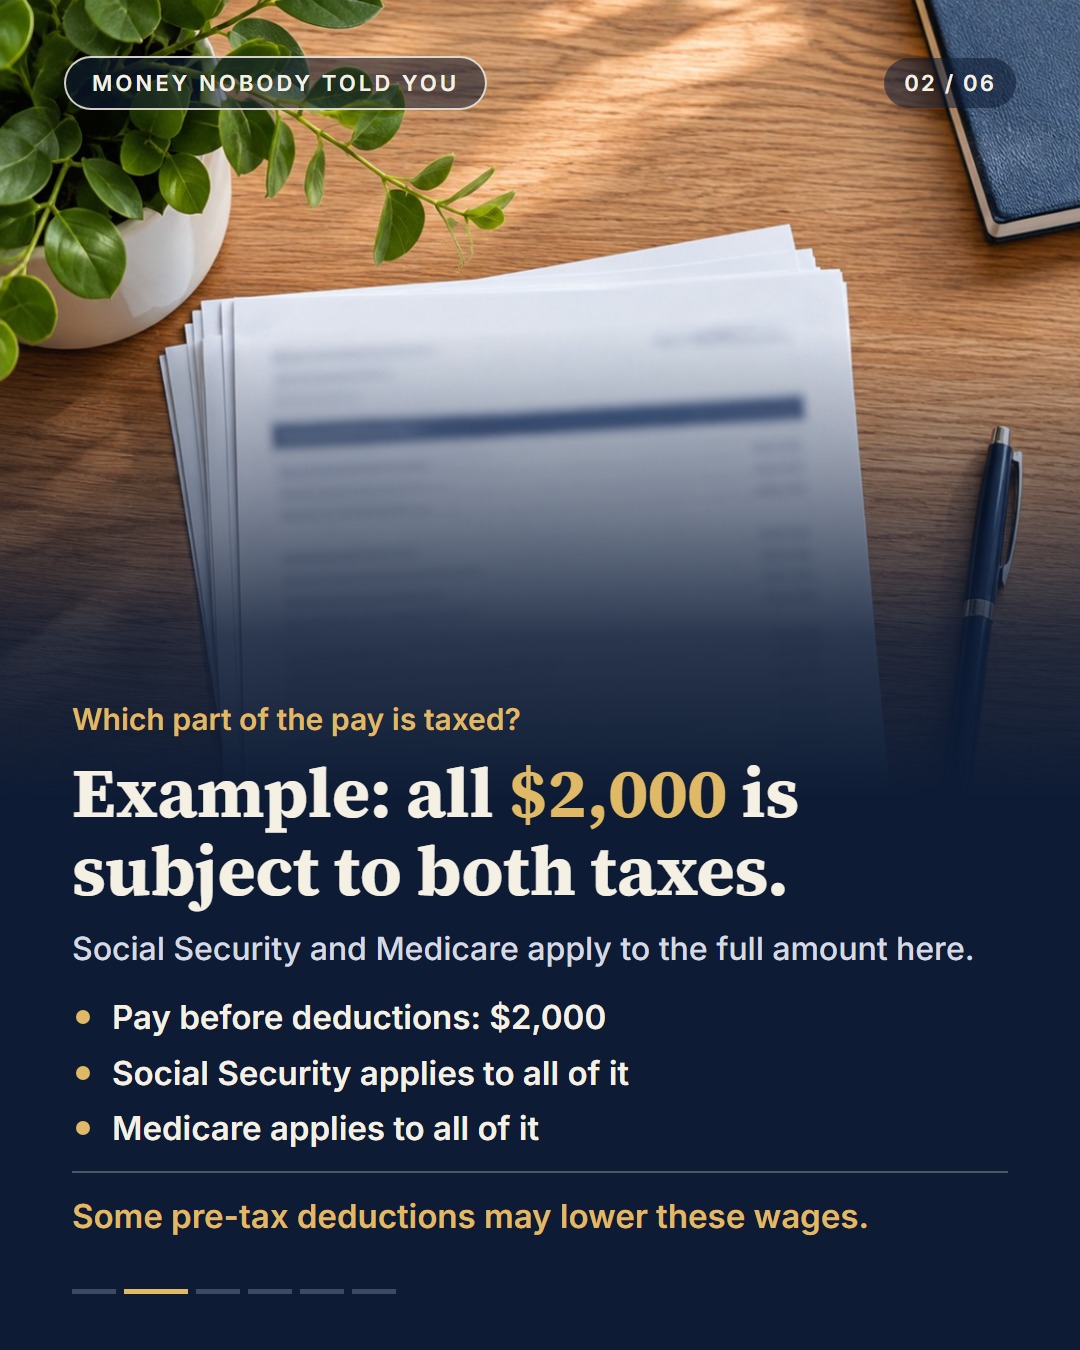 MONEY NOBODY TOLD YOU
02 / 06
Which part of the pay is taxed?
Example: all $2,000 is
subject to both taxes.
Social Security and Medicare apply to the full amount here.
• Pay before deductions: $2,000
• Social Security applies to all of it
• Medicare applies to all of it
Some pre-tax deductions may lower these wages.